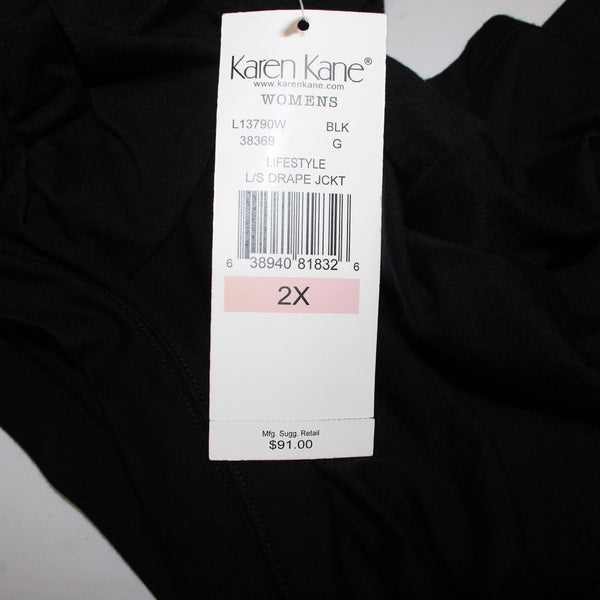 Karen Kane®
www.karenkane.com
WOMENS
L13790W BLK
38369 G
LIFESTYLE
L/S DRAPE JCKT
6 38940 81832 6
2X
Mfg. Sugg. Retail
$91.00